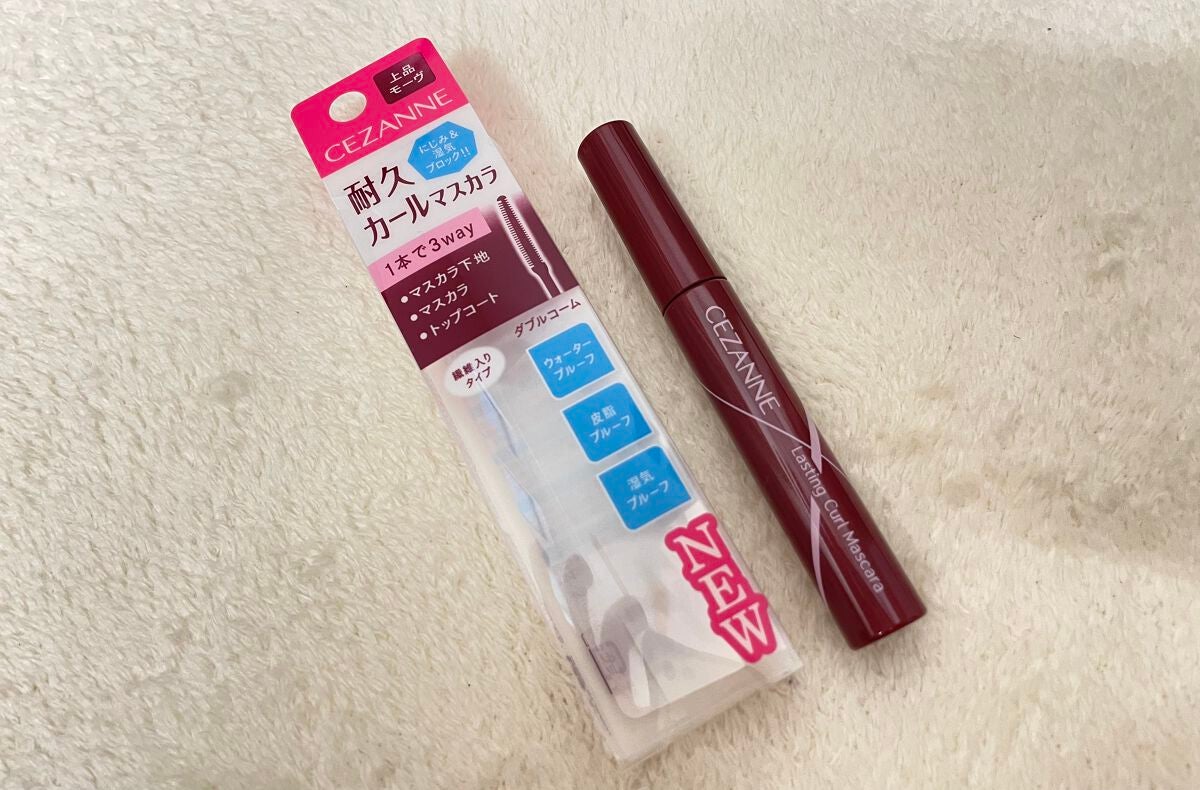 上品
モーヴ
CEZANNE
にじみ&
湿気
ブロック!!
耐久
カールマスカラ
1本で3way
●マスカラ下地
●マスカラ
●トップコート
ダブルコーム
繊維入り
タイプ
ウォーター
プルーフ
皮脂
プルーフ
湿気
プルーフ
NEW
CEZANNE
Lasting Curl Mascara